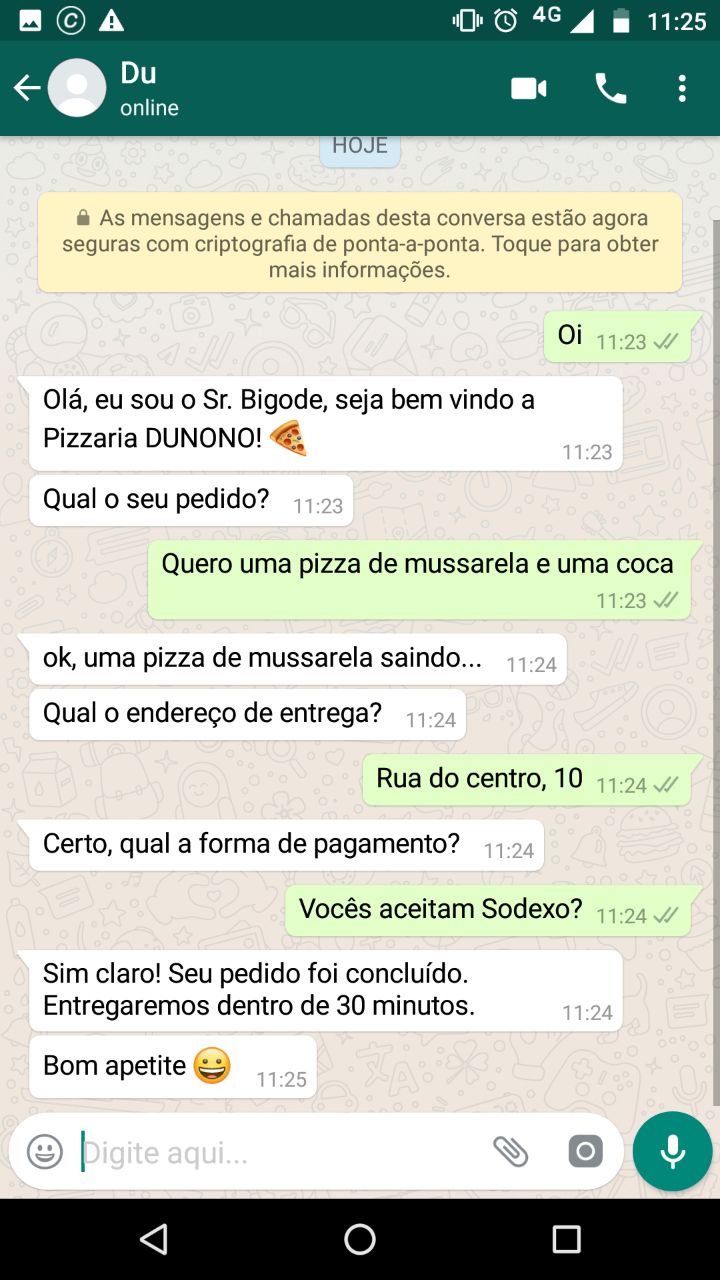 4G 11:25
Du
online
HOJE
As mensagens e chamadas desta conversa estão agora
seguras com criptografia de ponta-a-ponta. Toque para obter
mais informações.
Oi 11:23
Olá, eu sou o Sr. Bigode, seja bem vindo a
Pizzaria DUNONO! 🍕
11:23
Qual o seu pedido? 11:23
Quero uma pizza de mussarela e uma coca
11:23
ok, uma pizza de mussarela saindo... 11:24
Qual o endereço de entrega? 11:24
Rua do centro, 10 11:24
Certo, qual a forma de pagamento? 11:24
Vocês aceitam Sodexo? 11:24
Sim claro! Seu pedido foi concluído.
Entregaremos dentro de 30 minutos. 11:24
Bom apetite 😀 11:25
Digite aqui...